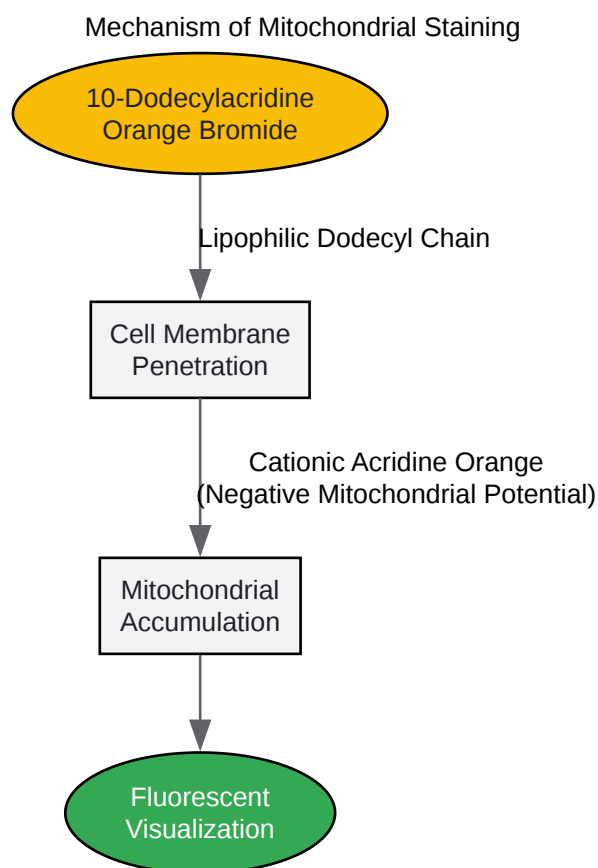 Mechanism of Mitochondrial Staining
10-Dodecylacridine
Orange Bromide
Lipophilic Dodecyl Chain
Cell Membrane
Penetration
Cationic Acridine Orange
(Negative Mitochondrial Potential)
Mitochondrial
Accumulation
Fluorescent
Visualization